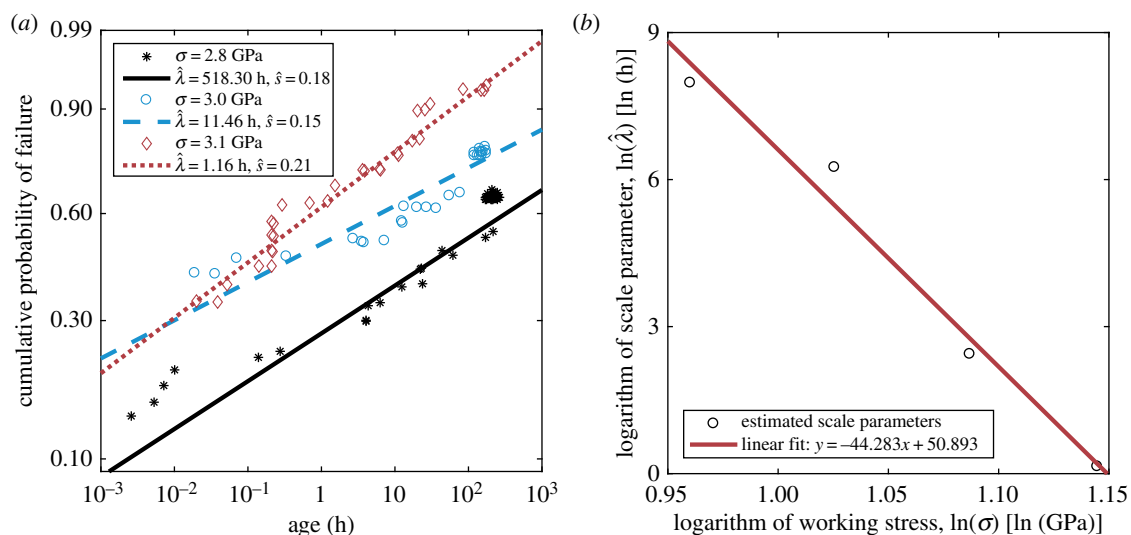 (a)
0.99
0.90
0.60
0.30
0.10
cumulative probability of failure
σ = 2.8 GPa
λ̂ = 518.30 h, ŝ = 0.18
σ = 3.0 GPa
λ̂ = 11.46 h, ŝ = 0.15
σ = 3.1 GPa
λ̂ = 1.16 h, ŝ = 0.21
10⁻³ 10⁻² 10⁻¹ 1 10 10² 10³
age (h)
(b)
9
6
3
0
logarithm of scale parameter, ln(λ̂) [ln (h)]
estimated scale parameters
linear fit: y = –44.283x + 50.893
0.95 1.00 1.05 1.10 1.15
logarithm of working stress, ln(σ) [ln (GPa)]